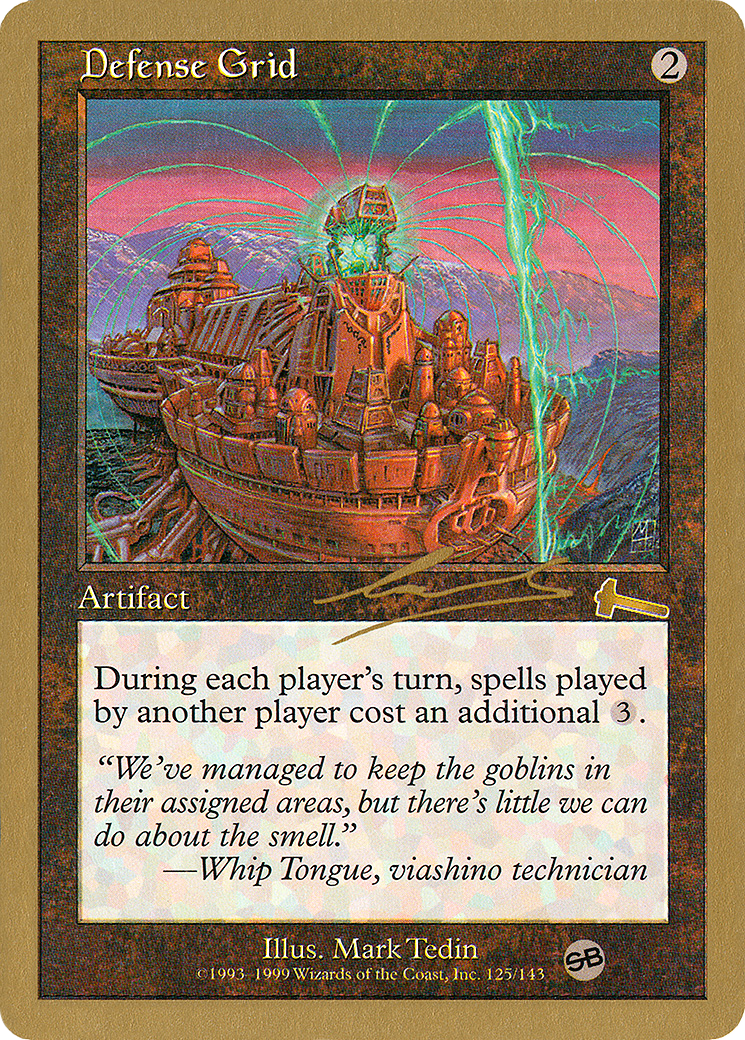 Defense Grid 2
Artifact
During each player's turn, spells played
by another player cost an additional 3.
“We've managed to keep the goblins in
their assigned areas, but there's little we can
do about the smell.”
—Whip Tongue, viashino technician
Illus. Mark Tedin
©1993–1999 Wizards of the Coast, Inc. 125/143
SB